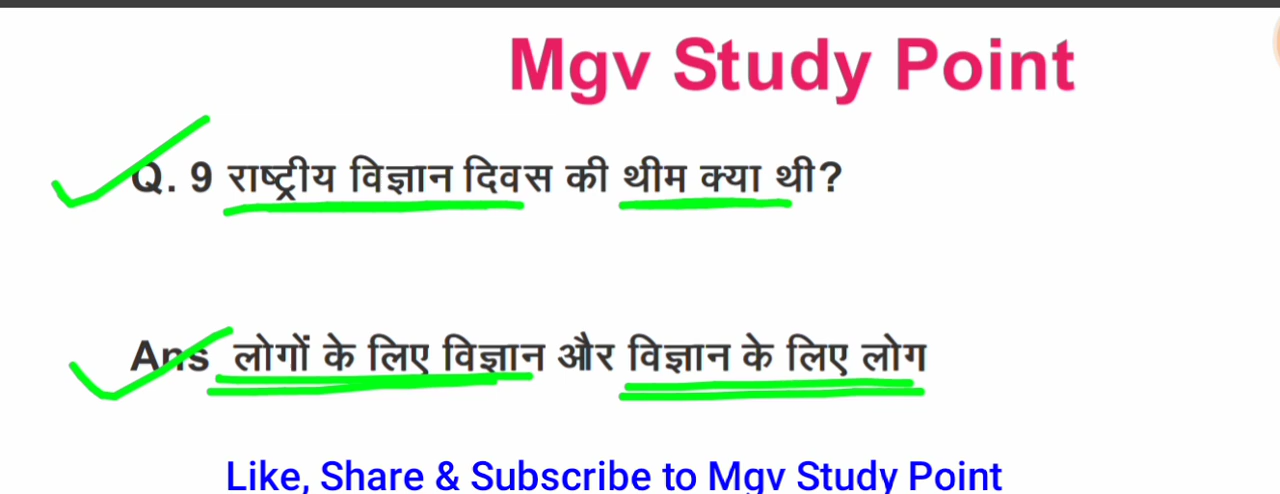 Mgv Study Point
Q. 9 राष्ट्रीय विज्ञान दिवस की थीम क्या थी?
Ans लोगों के लिए विज्ञान और विज्ञान के लिए लोग
Like, Share & Subscribe to Mgv Study Point